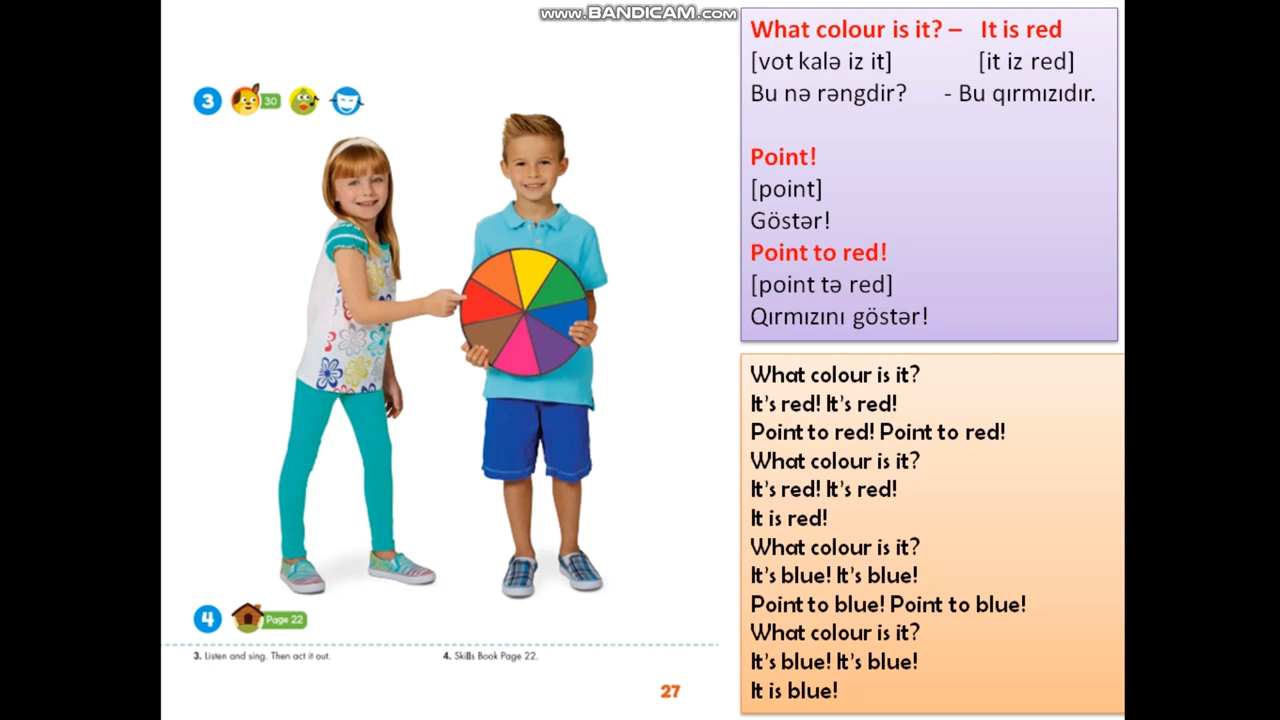 www.BANDICAM.com
3
30
4
Page 22
3. Listen and sing. Then act it out.
4. Skills Book Page 22.
27
What colour is it? – It is red
[vot kalə iz it] [it iz red]
Bu nə rəngdir? - Bu qırmızıdır.
Point!
[point]
Göstər!
Point to red!
[point tə red]
Qırmızını göstər!
What colour is it?
It's red! It's red!
Point to red! Point to red!
What colour is it?
It's red! It's red!
It is red!
What colour is it?
It's blue! It's blue!
Point to blue! Point to blue!
What colour is it?
It's blue! It's blue!
It is blue!